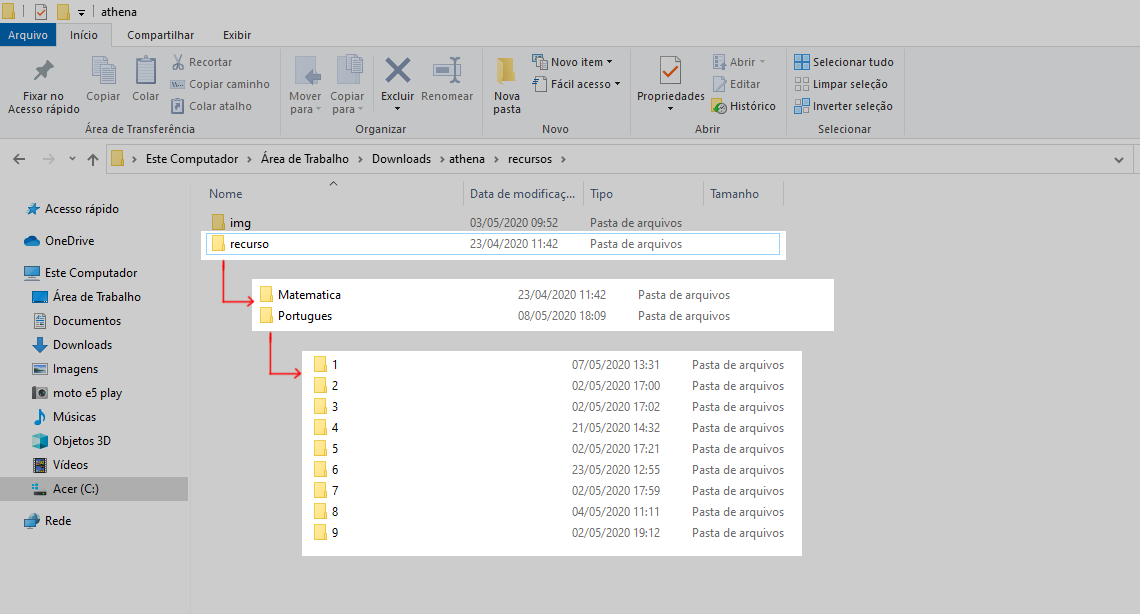 athena
Arquivo Início Compartilhar Exibir
Fixar no Acesso rápido
Copiar
Colar
Recortar
Copiar caminho
Colar atalho
Área de Transferência
Mover para
Copiar para
Excluir
Renomear
Organizar
Nova pasta
Novo item
Fácil acesso
Novo
Propriedades
Abrir
Editar
Histórico
Abrir
Selecionar tudo
Limpar seleção
Inverter seleção
Selecionar
Este Computador > Área de Trabalho > Downloads > athena > recursos >
Nome Data de modificaç... Tipo Tamanho
img 03/05/2020 09:52 Pasta de arquivos
recurso 23/04/2020 11:42 Pasta de arquivos
Matematica 23/04/2020 11:42 Pasta de arquivos
Portugues 08/05/2020 18:09 Pasta de arquivos
1 07/05/2020 13:31 Pasta de arquivos
2 02/05/2020 17:00 Pasta de arquivos
3 02/05/2020 17:02 Pasta de arquivos
4 21/05/2020 14:32 Pasta de arquivos
5 02/05/2020 17:21 Pasta de arquivos
6 23/05/2020 12:55 Pasta de arquivos
7 02/05/2020 17:59 Pasta de arquivos
8 04/05/2020 11:11 Pasta de arquivos
9 02/05/2020 19:12 Pasta de arquivos
Acesso rápido
OneDrive
Este Computador
Área de Trabalho
Documentos
Downloads
Imagens
moto e5 play
Músicas
Objetos 3D
Vídeos
Acer (C:)
Rede